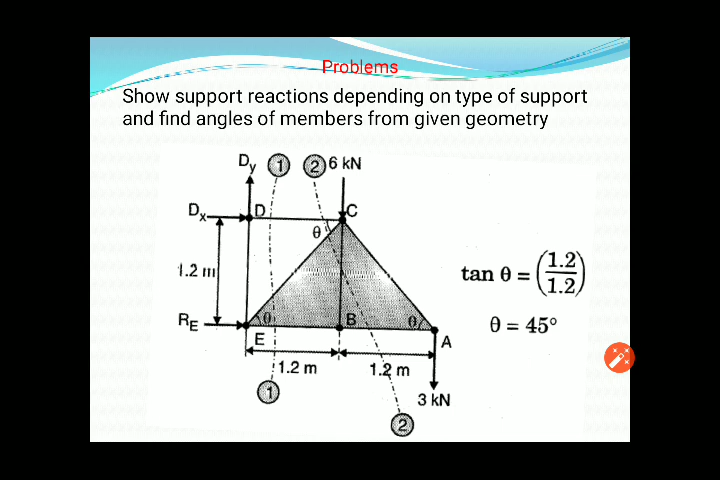 Problems
Show support reactions depending on type of support
and find angles of members from given geometry
Dy 1 2 6 kN
Dx D C
θ
1.2 m
tan θ = (1.2/1.2)
RE θ B θ
θ = 45°
E A
1.2 m 1.2 m
1 3 kN
2